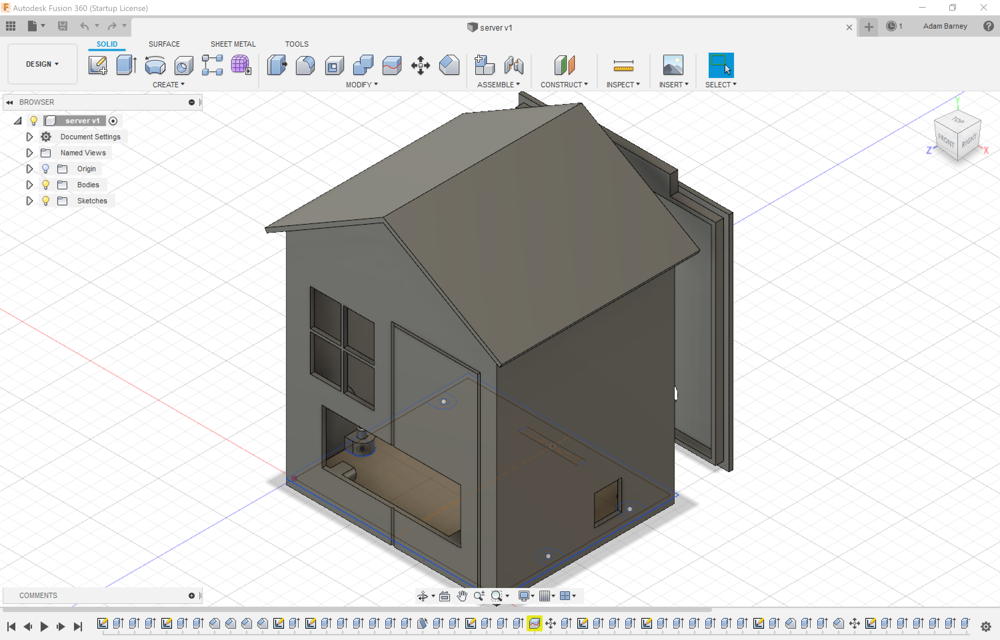 Autodesk Fusion 360 (Startup License)
server v1
1
Adam Barney
?
SOLID
SURFACE
SHEET METAL
TOOLS
DESIGN
CREATE
MODIFY
ASSEMBLE
CONSTRUCT
INSPECT
INSERT
SELECT
BROWSER
server v1
Document Settings
Named Views
Origin
Bodies
Sketches
Y
TOP
FRONT
RIGHT
Z
X
COMMENTS